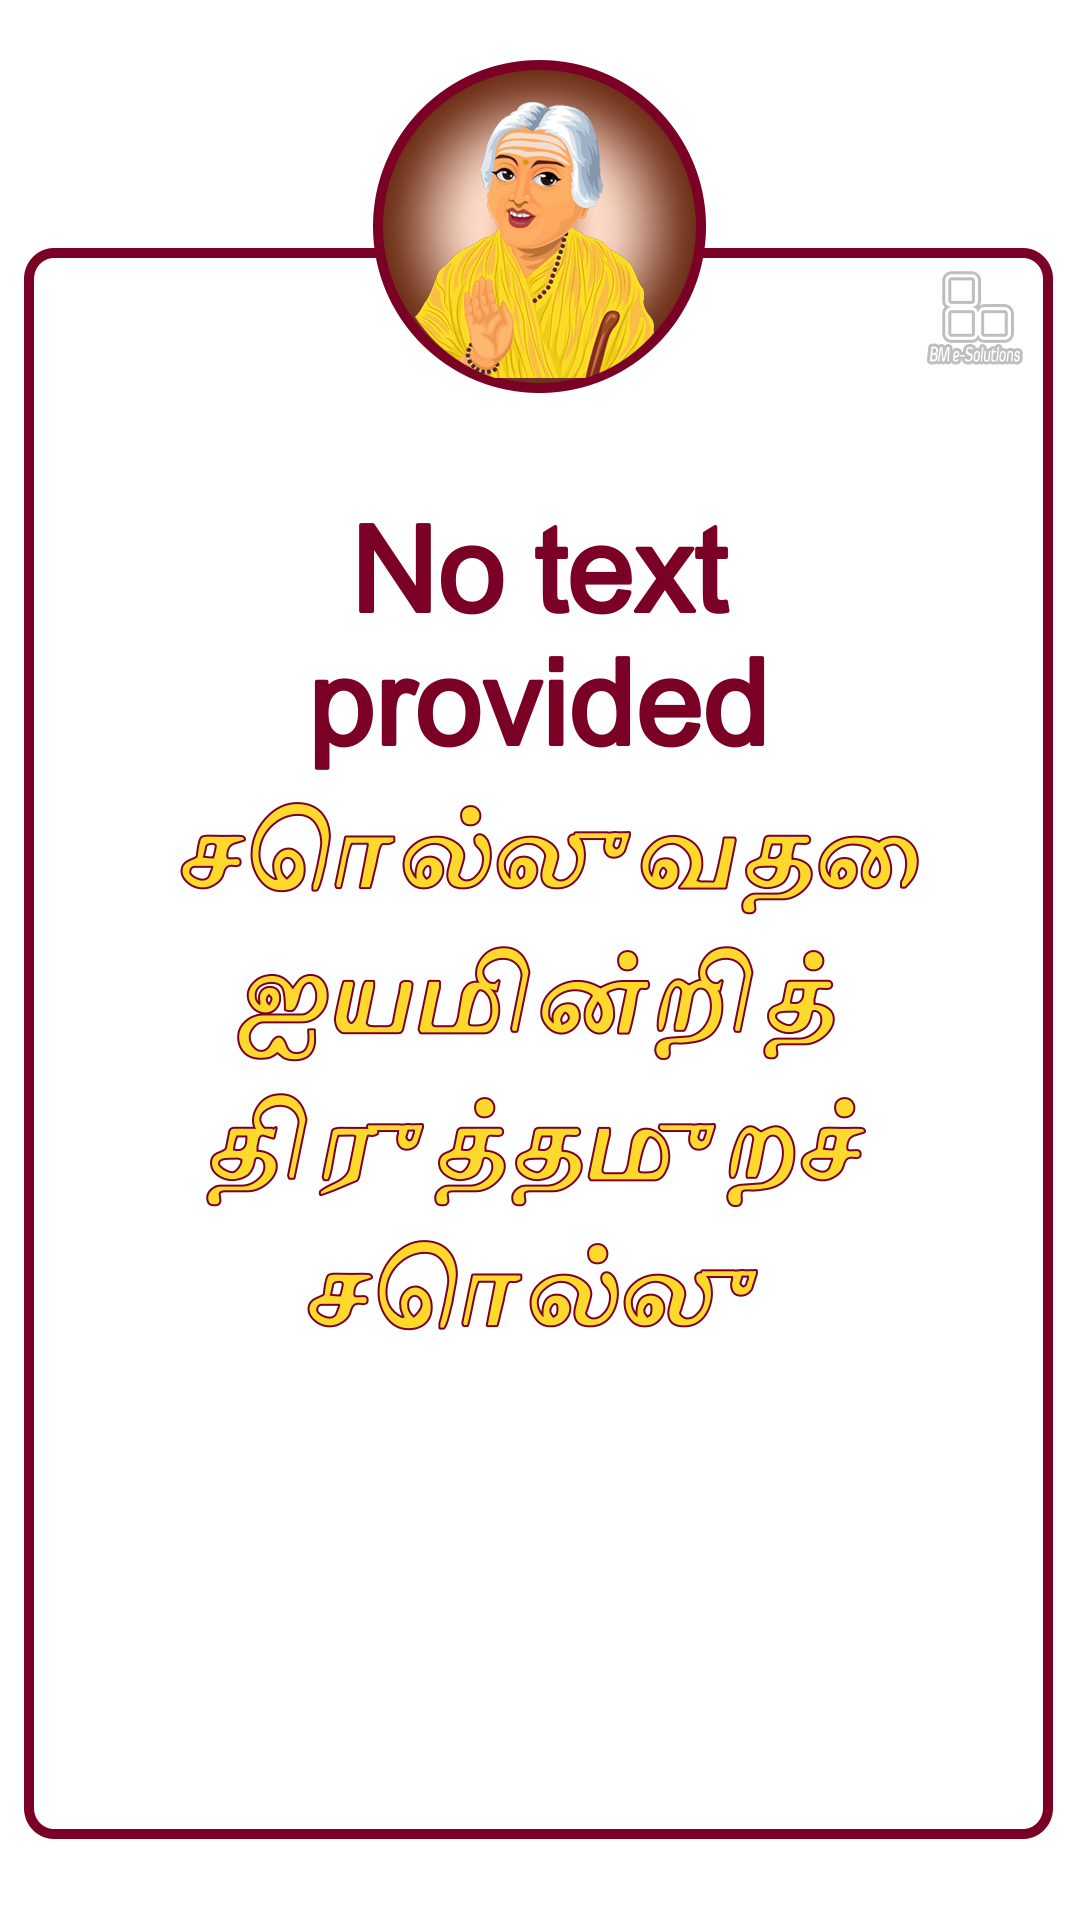 BM e-Solutions
No text
provided
சொல்லுவதை
ஐயமின்றித்
திருத்தமுறச்
சொல்லு